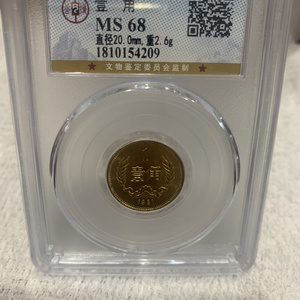 壹 角
MS 68
直径20.0mm,重2.6g
1810154209
★ 文物鉴定委员会监制 ★
壹角
1981